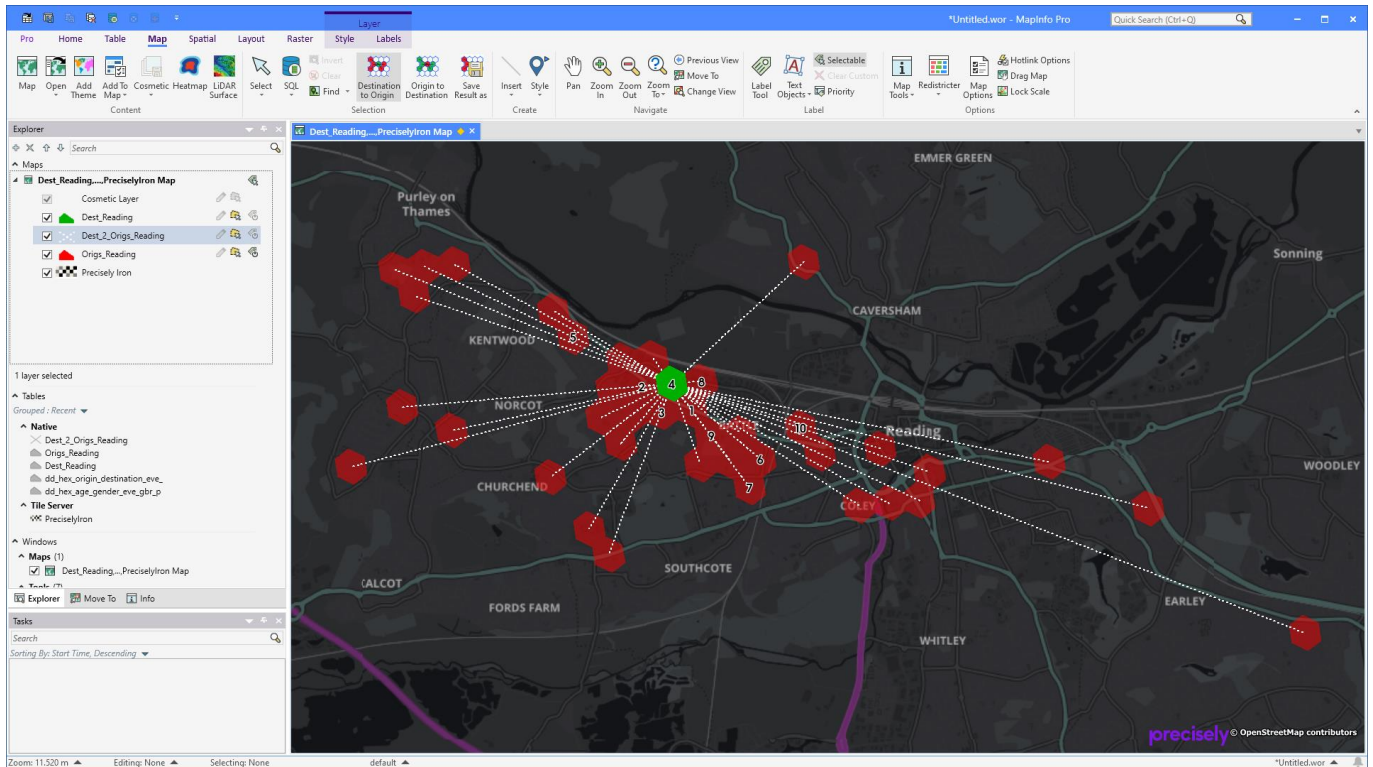 Layer
*Untitled.wor - MapInfo Pro
Quick Search (Ctrl+Q)
Pro Home Table Map Spatial Layout Raster Style Labels
Map
Open
Add Theme
Add To Map
Cosmetic
Heatmap
LiDAR Surface
Content
Select
SQL
Invert
Clear
Find
Destination to Origin
Origin to Destination
Save Result as
Selection
Insert
Style
Create
Pan
Zoom In
Zoom Out
Zoom To
Previous View
Move To
Change View
Navigate
Label Tool
Text Objects
Selectable
Clear Custom
Priority
Label
Map Tools
Redistricter
Map Options
Hotlink Options
Drag Map
Lock Scale
Options
Explorer
Search
Maps
Dest_Reading,...,PreciselyIron Map
Cosmetic Layer
Dest_Reading
Dest_2_Origs_Reading
Origs_Reading
Precisely Iron
1 layer selected
Tables
Grouped : Recent
Native
Dest_2_Origs_Reading
Origs_Reading
Dest_Reading
dd_hex_origin_destination_eve_
dd_hex_age_gender_eve_gbr_p
Tile Server
PreciselyIron
Windows
Maps (1)
Dest_Reading,...,PreciselyIron Map
Tools (7)
Explorer Move To Info
Tasks
Search
Sorting By: Start Time, Descending
Dest_Reading,...,PreciselyIron Map
EMMER GREEN
Purley on
Thames
Sonning
CAVERSHAM
KENTWOOD
5
2
4
8
NORCOT
3
1
9
10
Reading
6
WOODLEY
7
CHURCHEND
COLEY
SOUTHCOTE
CALCOT
FORDS FARM
EARLEY
WHITLEY
precisely
© OpenStreetMap contributors
Zoom: 11.520 m Editing: None Selecting: None default *Untitled.wor